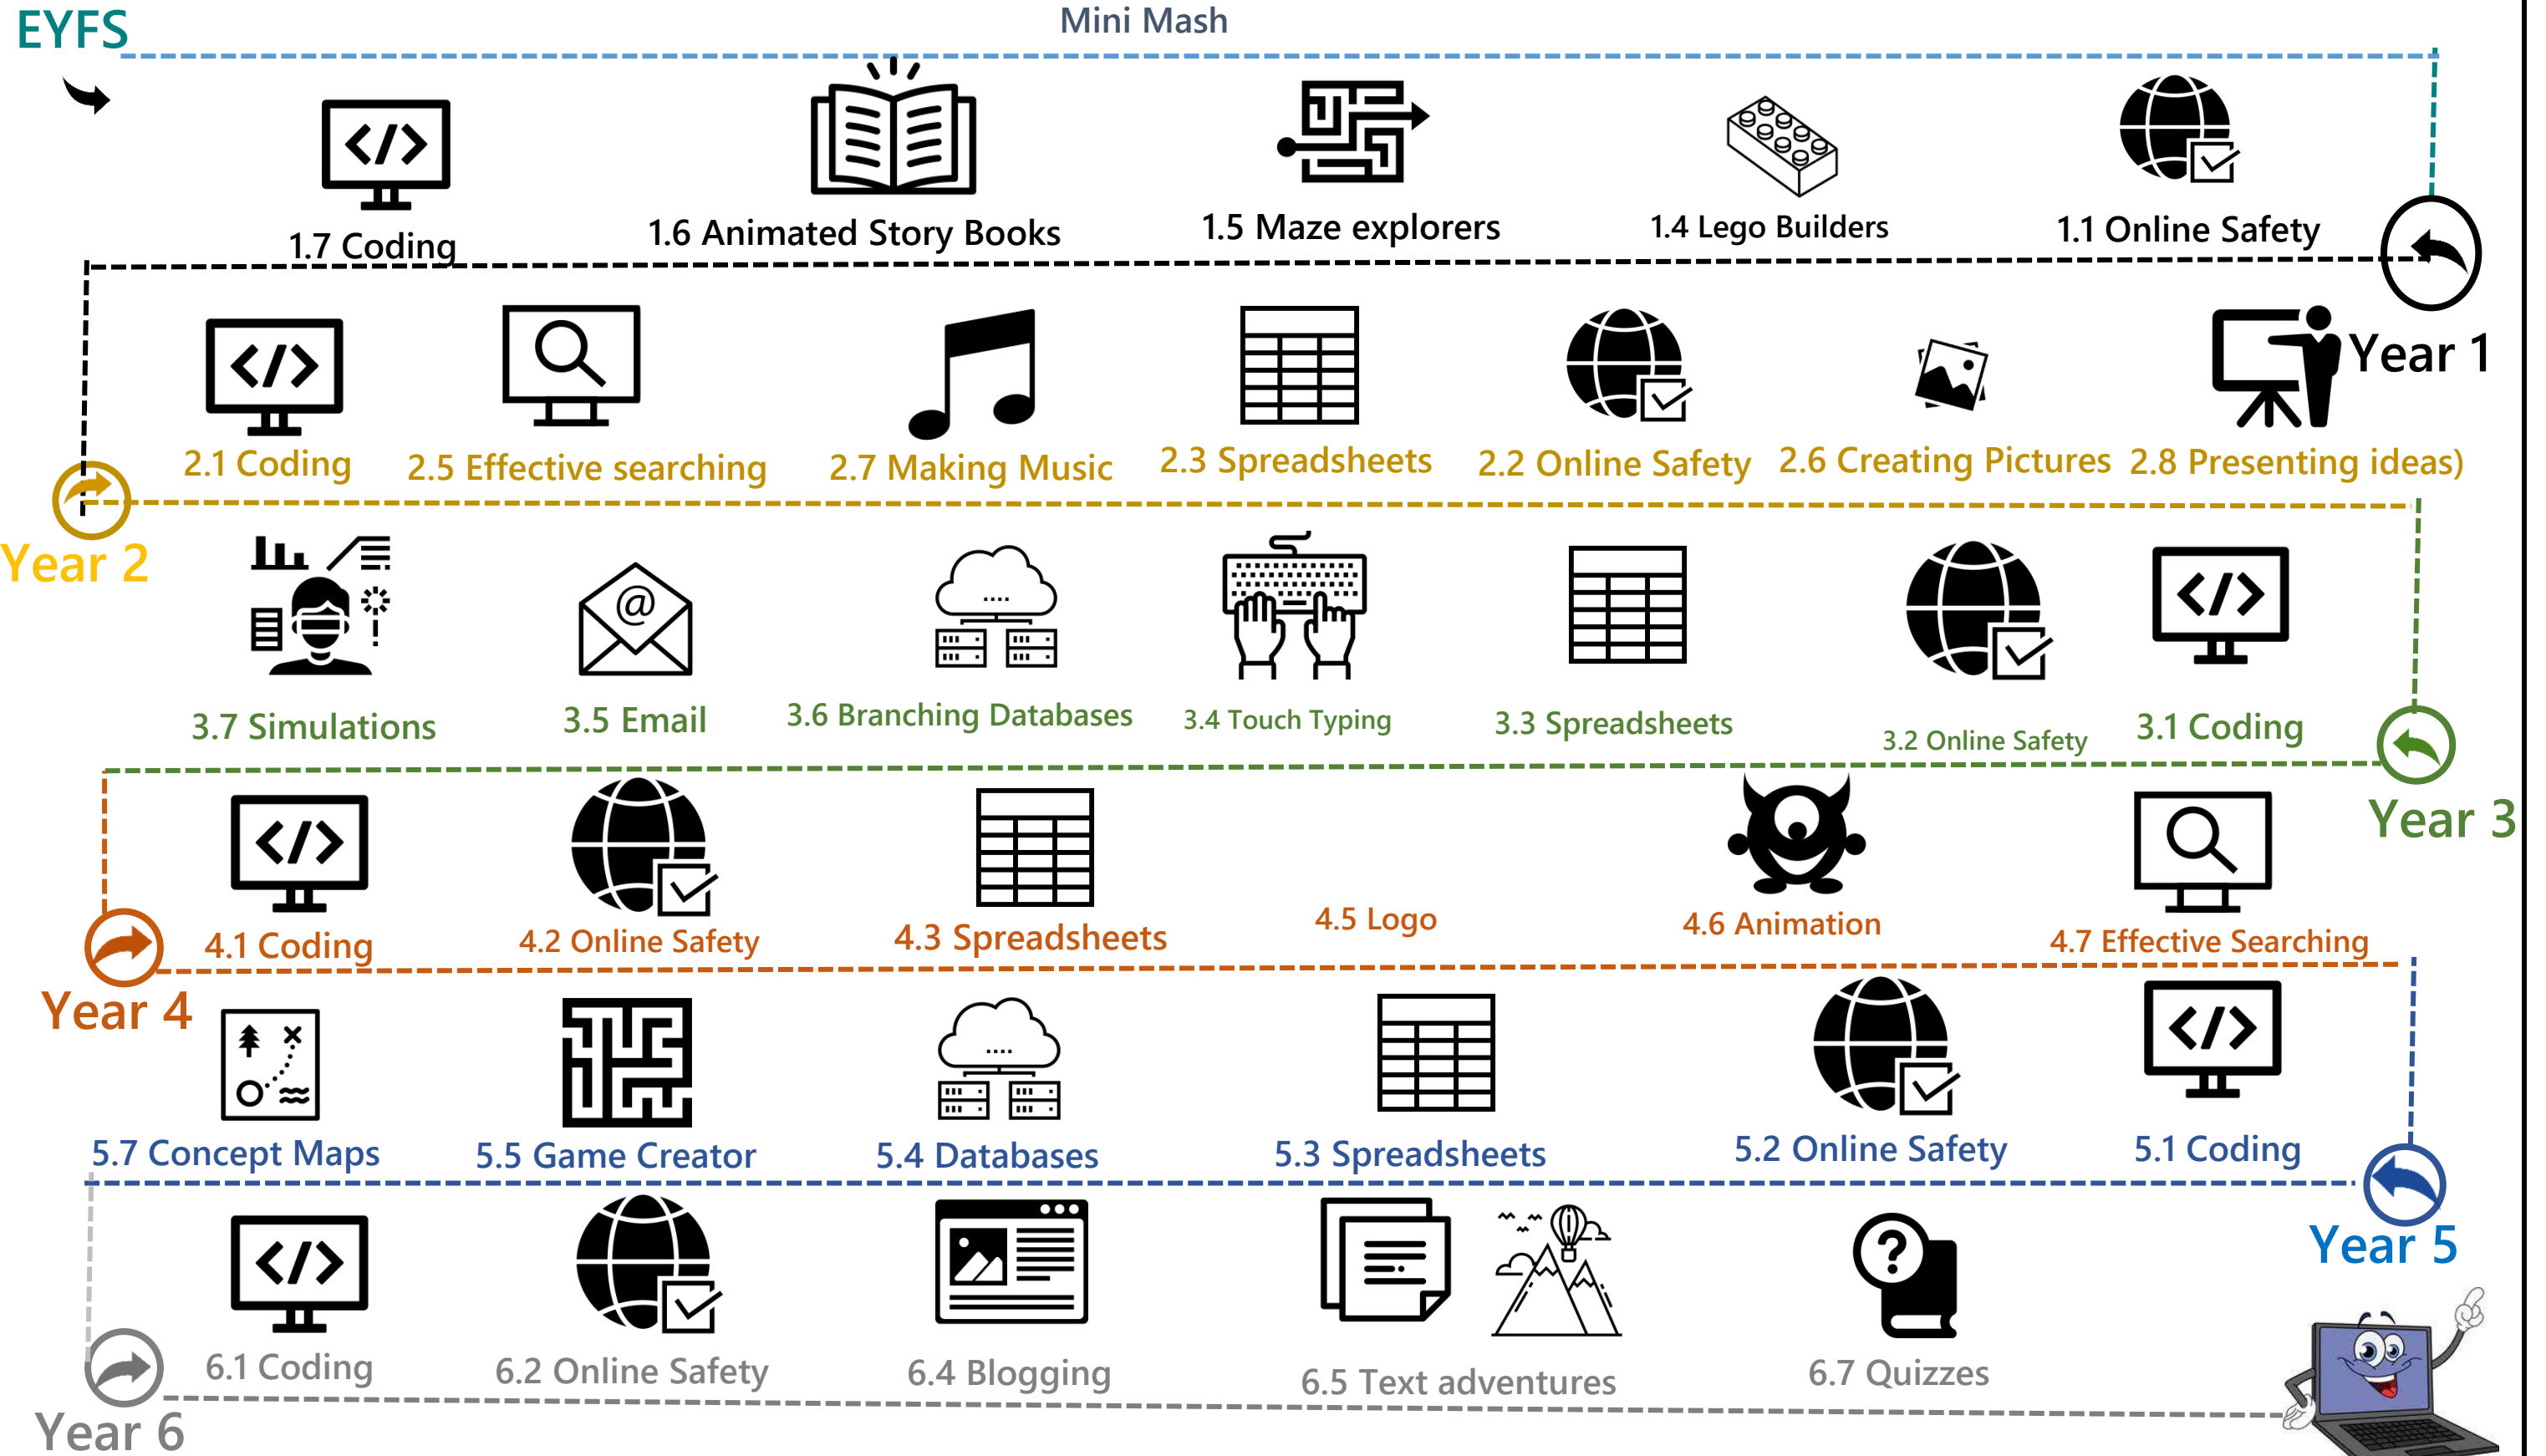 EYFS
Mini Mash
1.7 Coding
1.6 Animated Story Books
1.5 Maze explorers
1.4 Lego Builders
1.1 Online Safety
Year 1
2.1 Coding
2.5 Effective searching
2.7 Making Music
2.3 Spreadsheets
2.2 Online Safety
2.6 Creating Pictures
2.8 Presenting ideas)
Year 2
@
3.7 Simulations
3.5 Email
3.6 Branching Databases
3.4 Touch Typing
3.3 Spreadsheets
3.2 Online Safety
3.1 Coding
Year 3
4.1 Coding
4.2 Online Safety
4.3 Spreadsheets
4.5 Logo
4.6 Animation
4.7 Effective Searching
Year 4
5.7 Concept Maps
5.5 Game Creator
5.4 Databases
5.3 Spreadsheets
5.2 Online Safety
5.1 Coding
Year 5
?
6.1 Coding
6.2 Online Safety
6.4 Blogging
6.5 Text adventures
6.7 Quizzes
Year 6